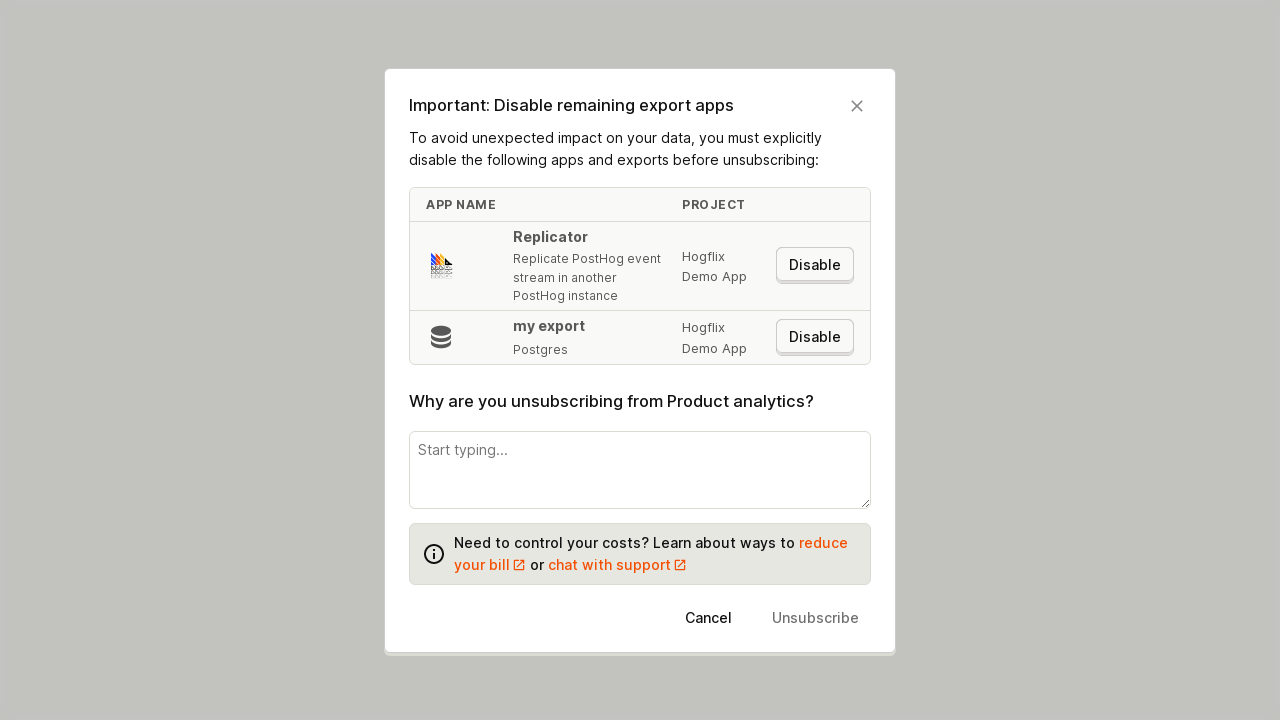 Important: Disable remaining export apps
To avoid unexpected impact on your data, you must explicitly
disable the following apps and exports before unsubscribing:
APP NAME PROJECT
Replicator
Replicate PostHog event
stream in another
PostHog instance
Hogflix
Demo App
Disable
my export
Postgres
Hogflix
Demo App
Disable
Why are you unsubscribing from Product analytics?
Start typing...
Need to control your costs? Learn about ways to reduce
your bill or chat with support
Cancel Unsubscribe